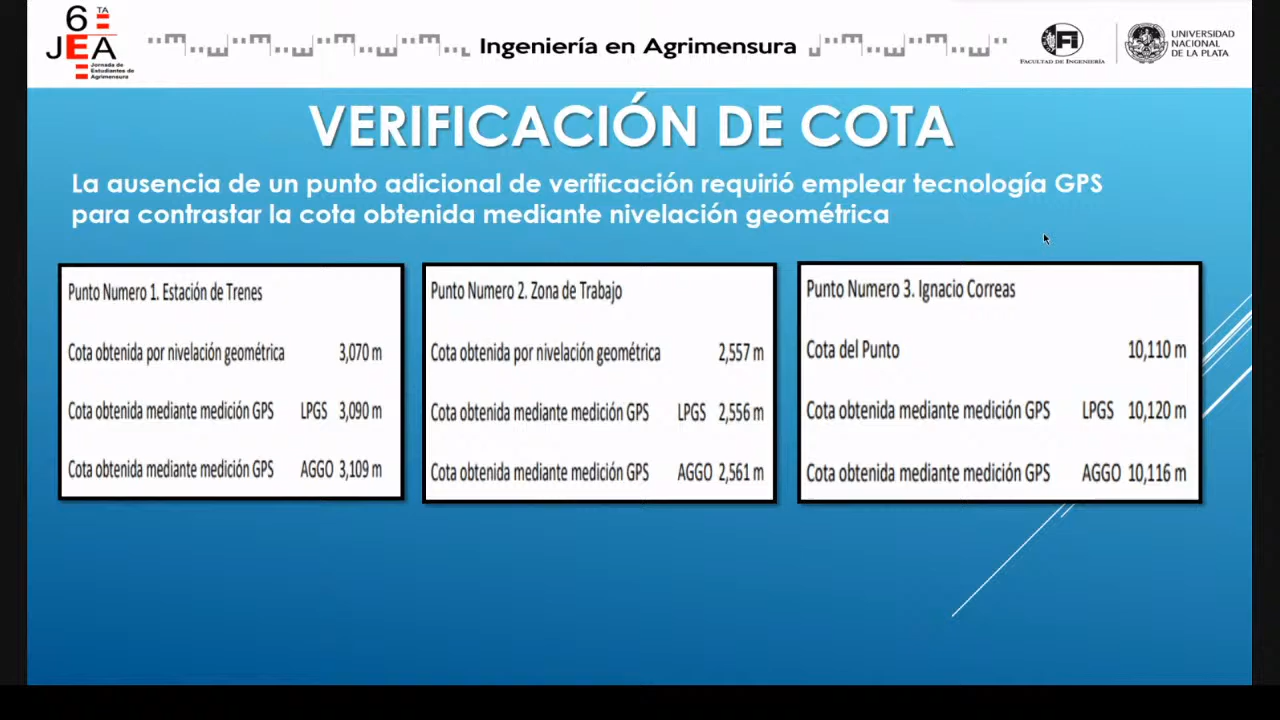 6TA
JEA
Jornada de
Estudiantes de
Agrimensura
Ingeniería en Agrimensura
FI
FACULTAD DE INGENIERÍA
UNIVERSIDAD
NACIONAL
DE LA PLATA
VERIFICACIÓN DE COTA
La ausencia de un punto adicional de verificación requirió emplear tecnología GPS
para contrastar la cota obtenida mediante nivelación geométrica
Punto Numero 1. Estación de Trenes
Cota obtenida por nivelación geométrica 3,070 m
Cota obtenida mediante medición GPS LPGS 3,090 m
Cota obtenida mediante medición GPS AGGO 3,109 m
Punto Numero 2. Zona de Trabajo
Cota obtenida por nivelación geométrica 2,557 m
Cota obtenida mediante medición GPS LPGS 2,556 m
Cota obtenida mediante medición GPS AGGO 2,561 m
Punto Numero 3. Ignacio Correas
Cota del Punto 10,110 m
Cota obtenida mediante medición GPS LPGS 10,120 m
Cota obtenida mediante medición GPS AGGO 10,116 m